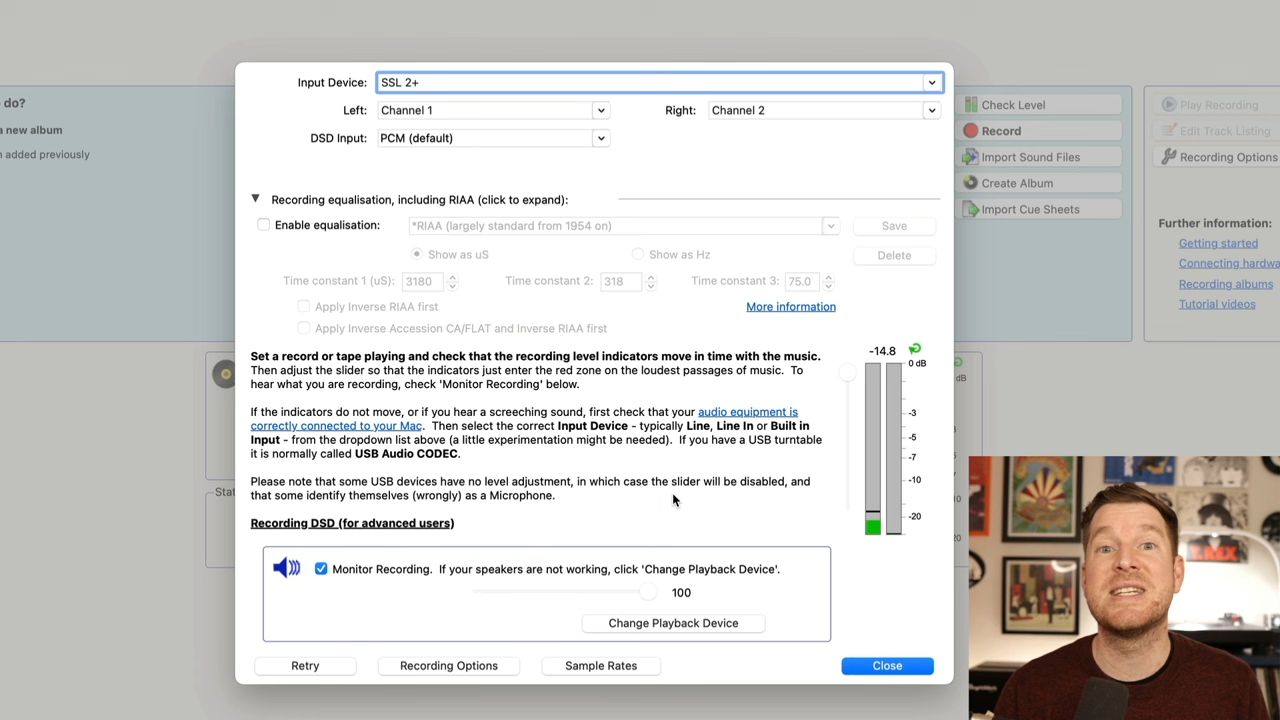 do?
a new album
added previously
Input Device: SSL 2+
Left: Channel 1 Right: Channel 2
DSD Input: PCM (default)
Recording equalisation, including RIAA (click to expand):
Enable equalisation: *RIAA (largely standard from 1954 on) Save
Show as uS Show as Hz Delete
Time constant 1 (uS): 3180 Time constant 2: 318 Time constant 3: 75.0
Apply Inverse RIAA first More information
Apply Inverse Accession CA/FLAT and Inverse RIAA first
Set a record or tape playing and check that the recording level indicators move in time with the music.
Then adjust the slider so that the indicators just enter the red zone on the loudest passages of music. To
hear what you are recording, check 'Monitor Recording' below.
If the indicators do not move, or if you hear a screeching sound, first check that your audio equipment is
correctly connected to your Mac. Then select the correct Input Device - typically Line, Line In or Built in
Input - from the dropdown list above (a little experimentation might be needed). If you have a USB turntable
it is normally called USB Audio CODEC.
Please note that some USB devices have no level adjustment, in which case the slider will be disabled, and
that some identify themselves (wrongly) as a Microphone.
Recording DSD (for advanced users)
-14.8
0 dB
-3
-5
-7
-10
-20
Monitor Recording. If your speakers are not working, click 'Change Playback Device'.
100
Change Playback Device
Retry Recording Options Sample Rates Close
Check Level
Record
Import Sound Files
Create Album
Import Cue Sheets
Play Recording
Edit Track Listing
Recording Options
Further information:
Getting started
Connecting hardwa
Recording albums
Tutorial videos
Stat
dB